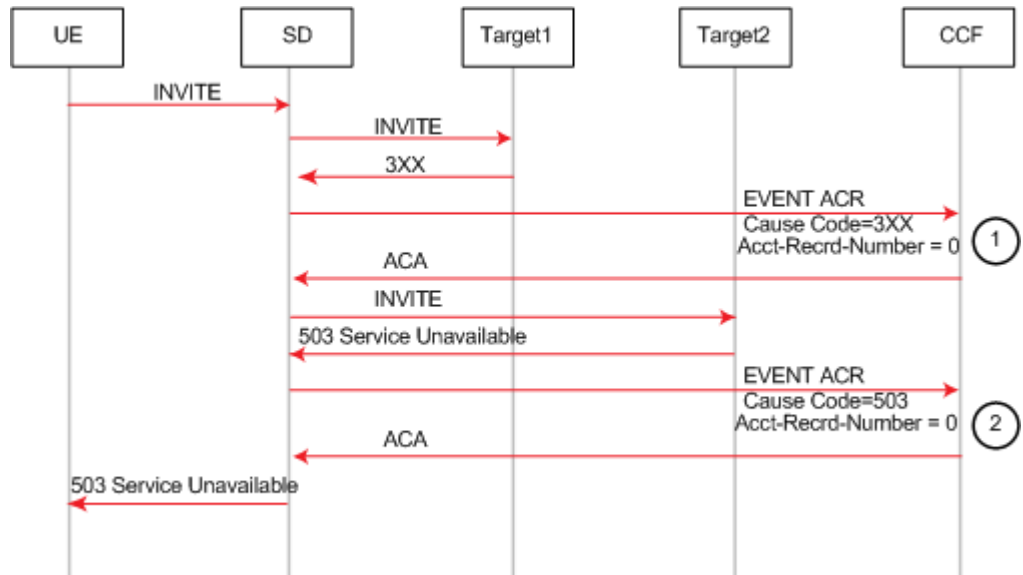 UE
SD
Target1
Target2
CCF
INVITE
INVITE
3XX
EVENT ACR
Cause Code=3XX
Acct-Recrd-Number = 0
1
ACA
INVITE
503 Service Unavailable
EVENT ACR
Cause Code=503
Acct-Recrd-Number = 0
2
ACA
503 Service Unavailable